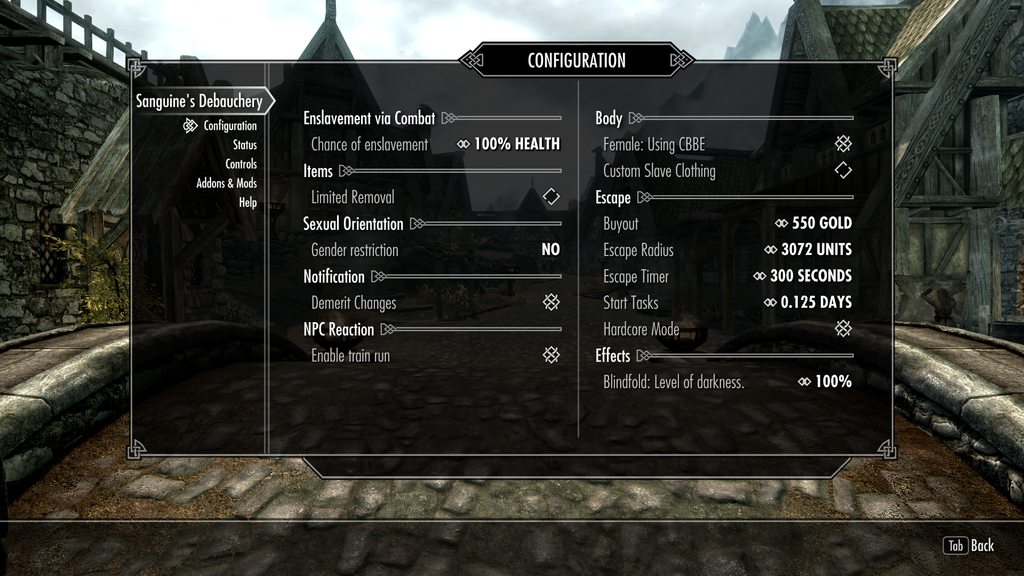 CONFIGURATION
Sanguine's Debauchery
Configuration
Status
Controls
Addons & Mods
Help
Enslavement via Combat
Chance of enslavement 100% HEALTH
Items
Limited Removal
Sexual Orientation
Gender restriction NO
Notification
Demerit Changes
NPC Reaction
Enable train run
Body
Female: Using CBBE
Custom Slave Clothing
Escape
Buyout 550 GOLD
Escape Radius 3072 UNITS
Escape Timer 300 SECONDS
Start Tasks 0.125 DAYS
Hardcore Mode
Effects
Blindfold: Level of darkness. 100%
Tab Back